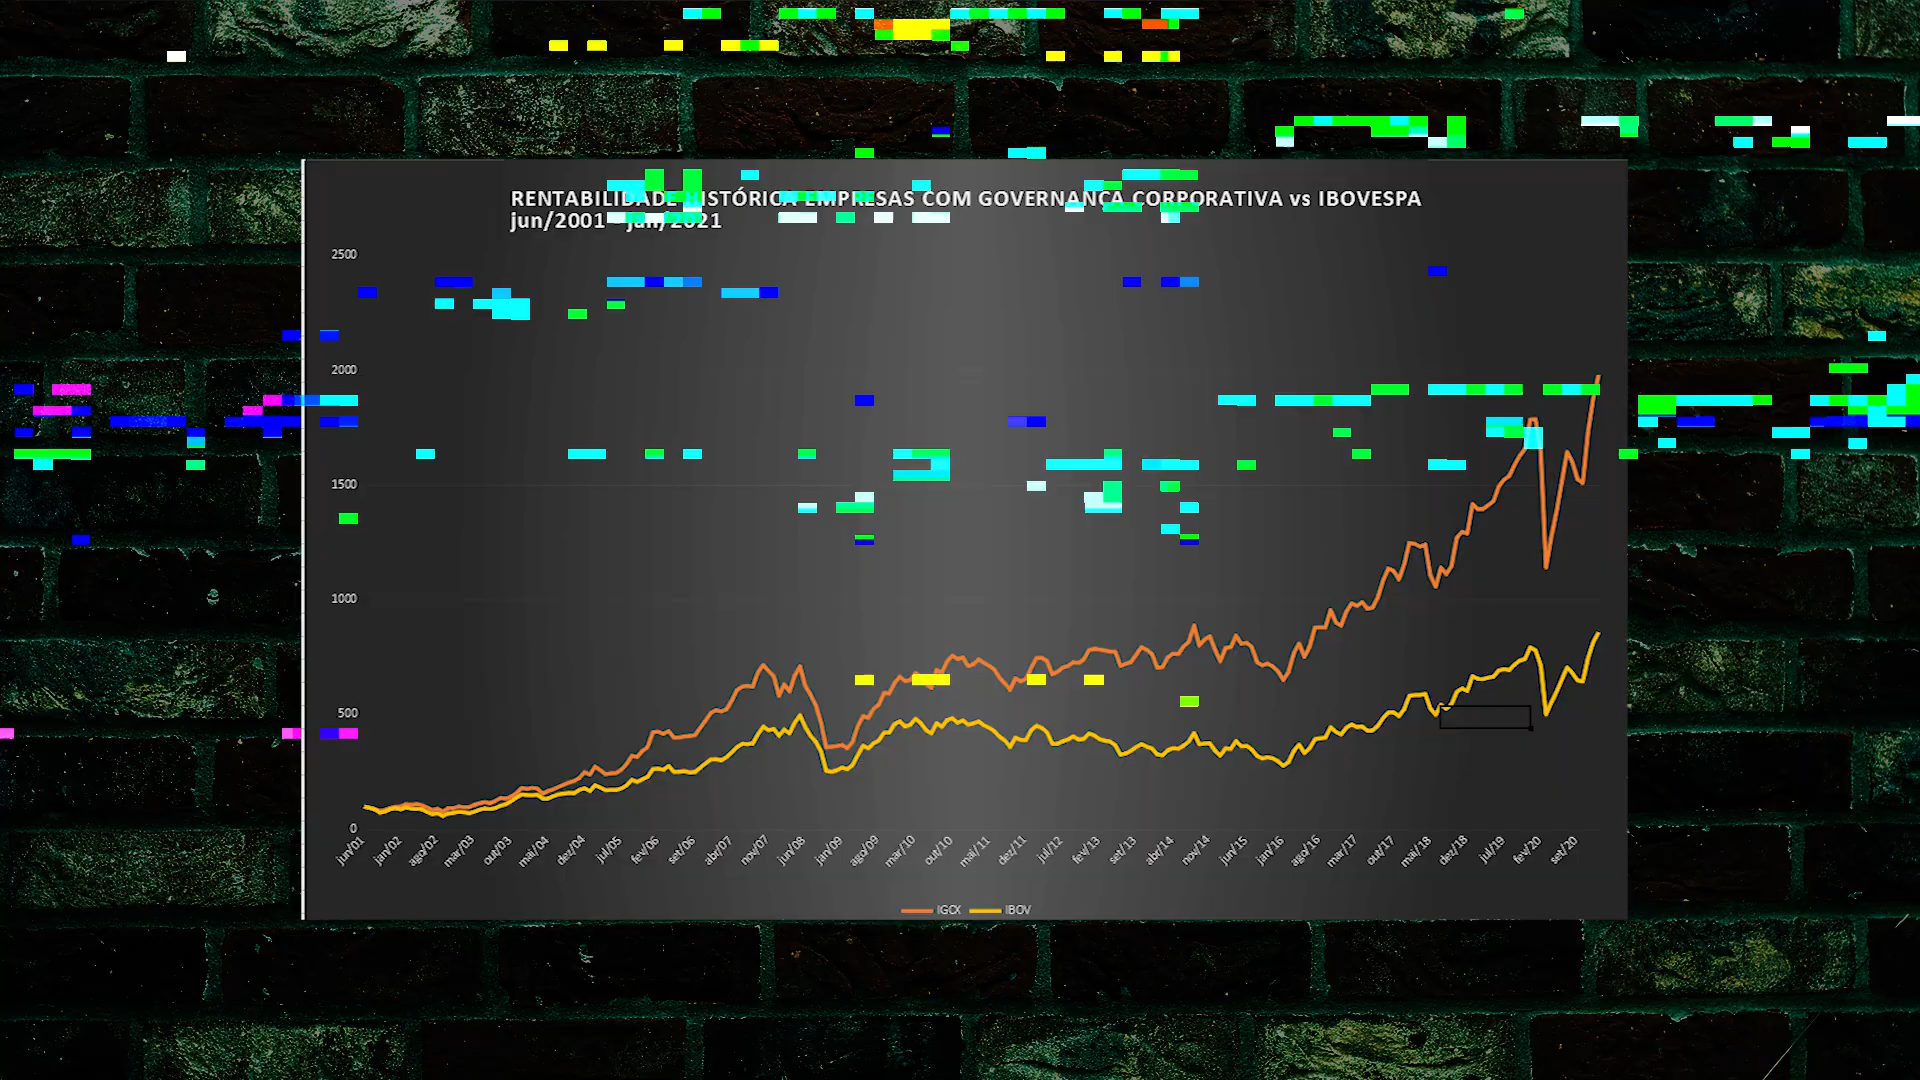 RENTABILIDADE HISTÓRICA EMPRESAS COM GOVERNANÇA CORPORATIVA vs IBOVESPA
jun/2001 - jan/2021
2500
2000
1500
1000
500
0
jun/01 jan/02 ago/02 mar/03 out/03 mai/04 dez/04 jul/05 fev/06 set/06 abr/07 nov/07 jun/08 jan/09 ago/09 mar/10 out/10 mai/11 dez/11 jul/12 fev/13 set/13 abr/14 nov/14 jun/15 jan/16 ago/16 mar/17 out/17 mai/18 dez/18 jul/19 fev/20 set/20
IGCX IBOV